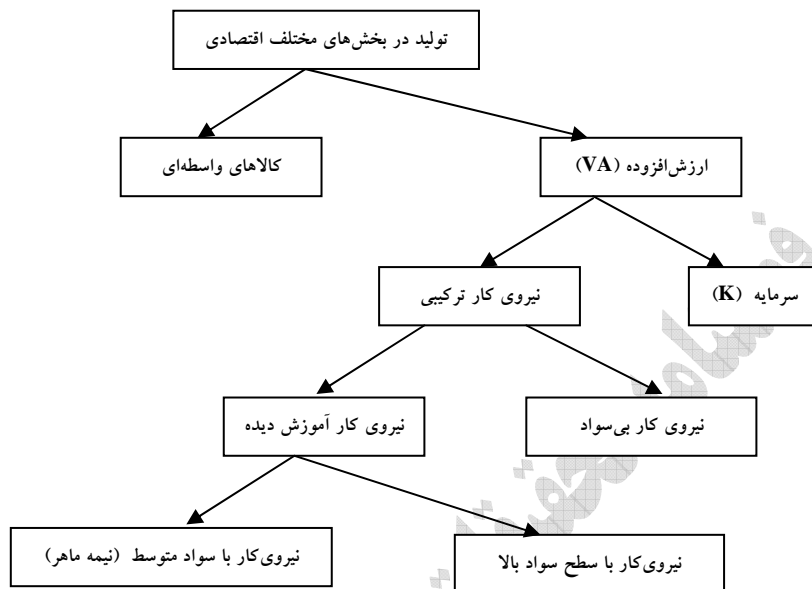 تولید در بخش‌های مختلف اقتصادی
ارزش‌افزوده (VA)
کالاهای واسطه‌ای
سرمایه (K)
نیروی کار ترکیبی
نیروی کار بی‌سواد
نیروی کار آموزش دیده
نیروی‌کار با سطح سواد بالا
نیروی‌کار با سواد متوسط (نیمه ماهر)